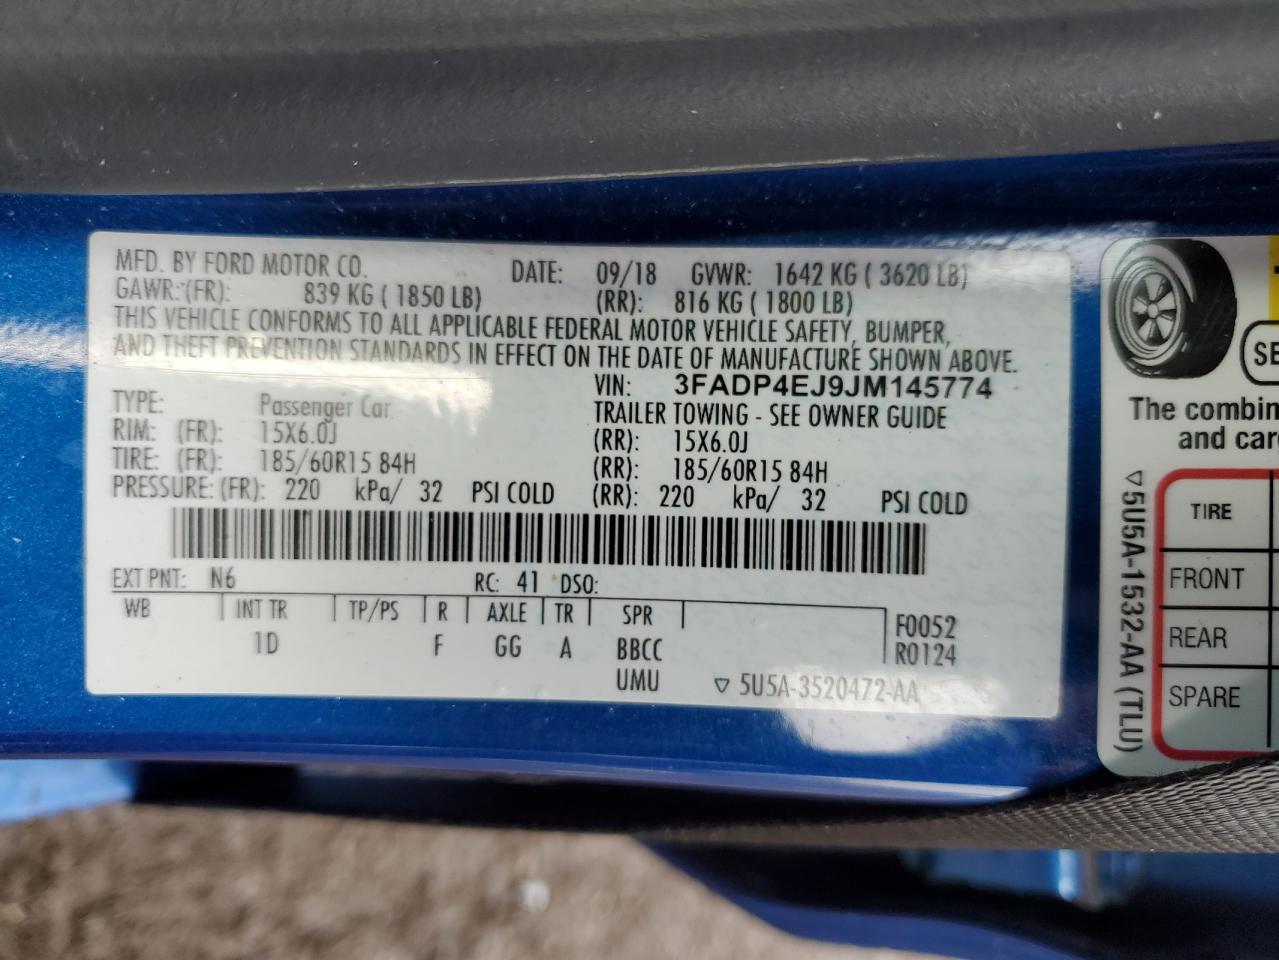 MFD. BY FORD MOTOR CO. DATE: 09/18 GVWR: 1642 KG ( 3620 LB)
GAWR:(FR): 839 KG ( 1850 LB) (RR): 816 KG ( 1800 LB)
THIS VEHICLE CONFORMS TO ALL APPLICABLE FEDERAL MOTOR VEHICLE SAFETY, BUMPER,
AND THEFT PREVENTION STANDARDS IN EFFECT ON THE DATE OF MANUFACTURE SHOWN ABOVE.
VIN: 3FADP4EJ9JM145774
TYPE: Passenger Car TRAILER TOWING - SEE OWNER GUIDE
RIM: (FR): 15X6.0J (RR): 15X6.0J
TIRE: (FR): 185/60R15 84H (RR): 185/60R15 84H
PRESSURE: (FR): 220 kPa/ 32 PSI COLD (RR): 220 kPa/ 32 PSI COLD
EXT PNT: N6 RC: 41 DSO:
WB INT TR TP/PS R AXLE TR SPR F0052
1D F GG A BBCC R0124
UMU ▽ 5U5A-3520472-AA
The combin
and car
▽5U5A-1532-AA (TLU)
TIRE
FRONT
REAR
SPARE